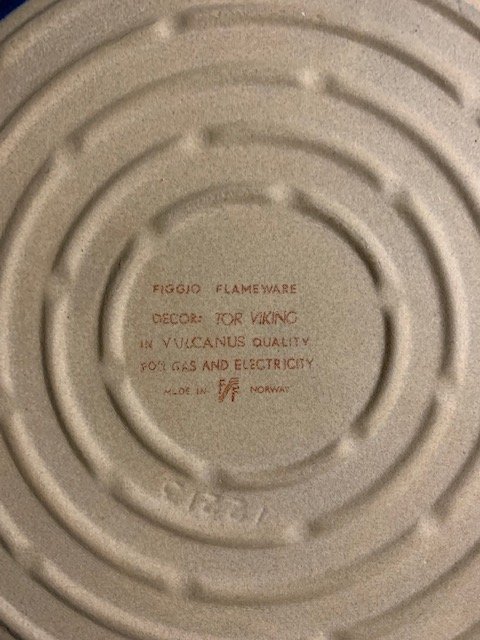 FIGGJO FLAMEWARE
DECOR: TOR VIKING
IN VULCANUS QUALITY
FOR GAS AND ELECTRICITY
MADE IN NORWAY